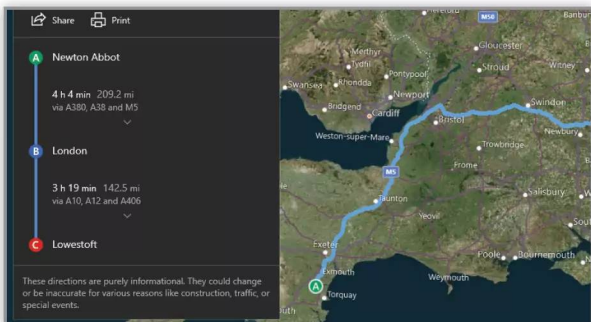 Share Print
A Newton Abbot
4 h 4 min 209.2 mi
via A380, A38 and M5
B London
3 h 19 min 142.5 mi
via A10, A12 and A406
C Lowestoft
These directions are purely informational. They could change
or be inaccurate for various reasons like construction, traffic, or
special events.
M50
Gloucester
Merthyr
Tydfil
Stroud
Witney
Pontypool
Rhondda
Swansea
Newport
Swindon
Bridgend
Cardiff
Bristol
Newbury
Weston-super-Mare
Trowbridge
Frome
M5
Salisbury
Taunton
Yeovil
Exeter
Poole
Bournemouth
Exmouth
Weymouth
A
Torquay